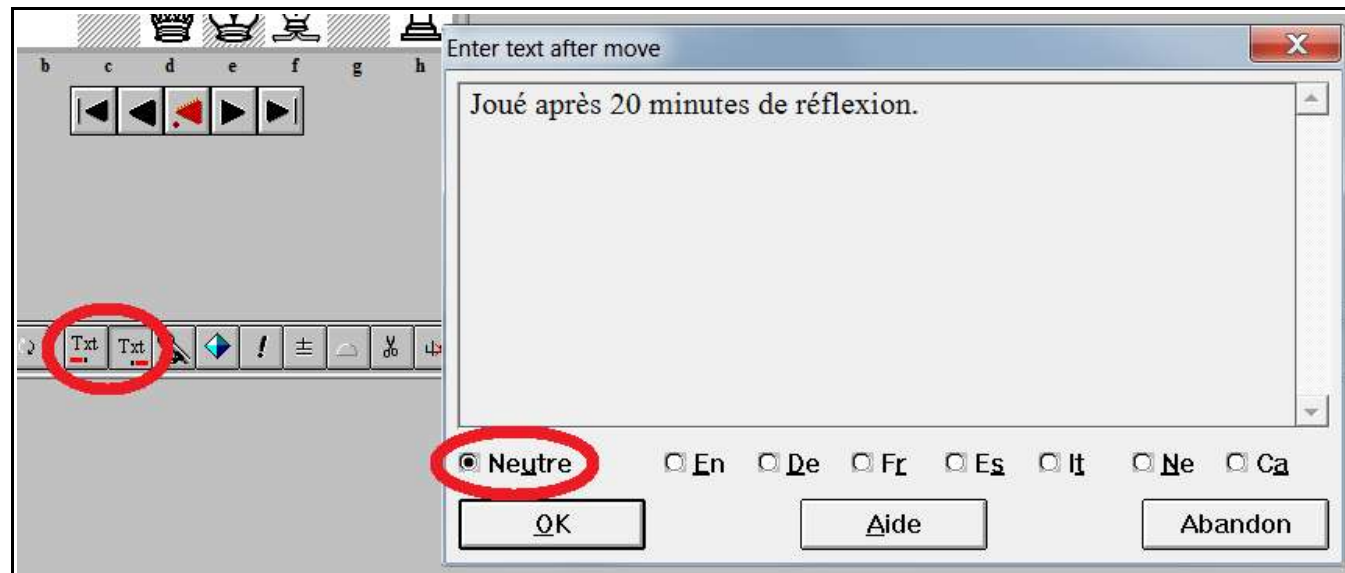 Enter text after move
X
b c d e f g h
Joué après 20 minutes de réflexion.
Txt Txt ! ±
Neutre En De Fr Es It Ne Ca
OK Aide Abandon